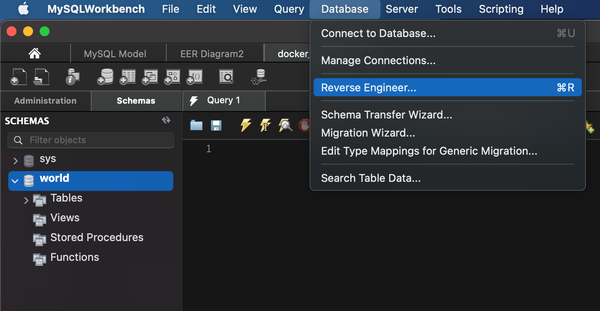 MySQLWorkbench File Edit View Query Database Server Tools Scripting Help
MySQL Model EER Diagram2 docker_
Connect to Database... ⌘U
Manage Connections...
Reverse Engineer... ⌘R
Schema Transfer Wizard...
Migration Wizard...
Edit Type Mappings for Generic Migration...
Search Table Data...
Administration Schemas Query 1
SCHEMAS
Filter objects
1
sys
world
Tables
Views
Stored Procedures
Functions